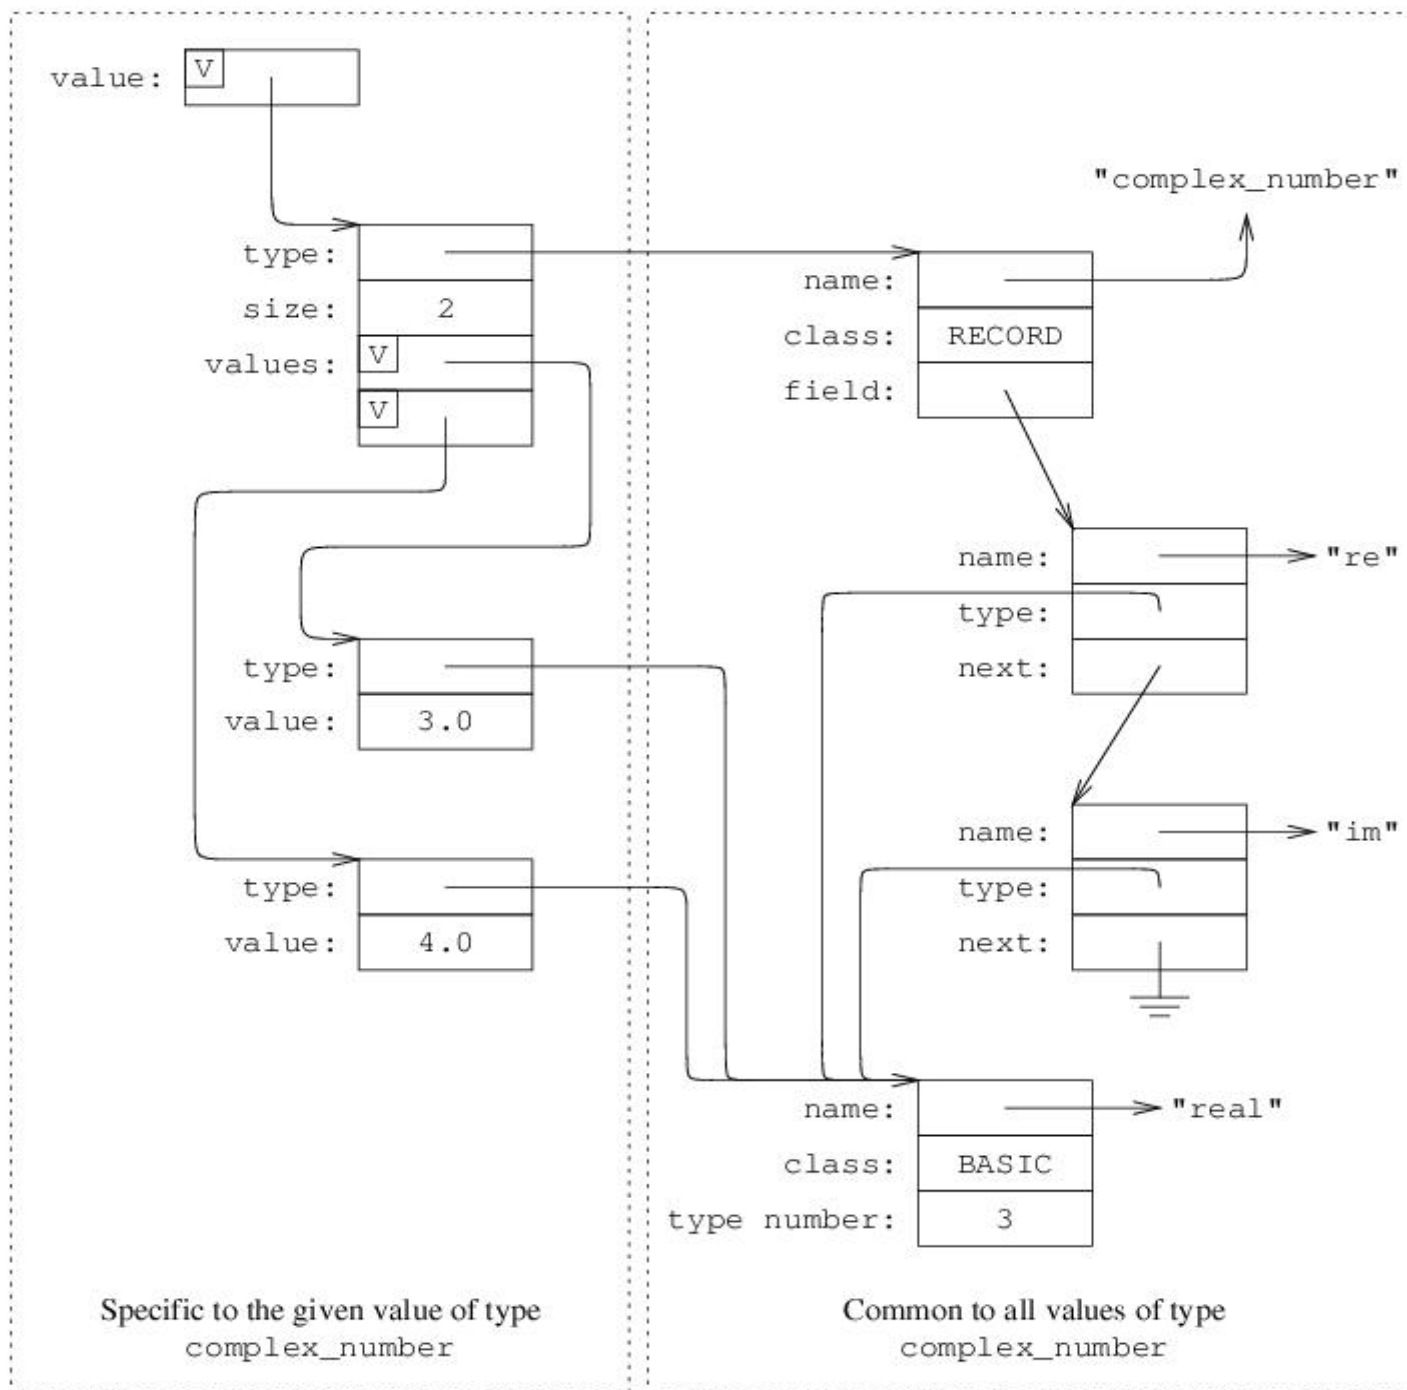 value: V
"complex_number"
type:
name:
size: 2
class: RECORD
values: V
field:
V
name: "re"
type:
next:
type:
value: 3.0
name: "im"
type:
next:
type:
value: 4.0
name: "real"
class: BASIC
type number: 3
Specific to the given value of type
complex_number
Common to all values of type
complex_number